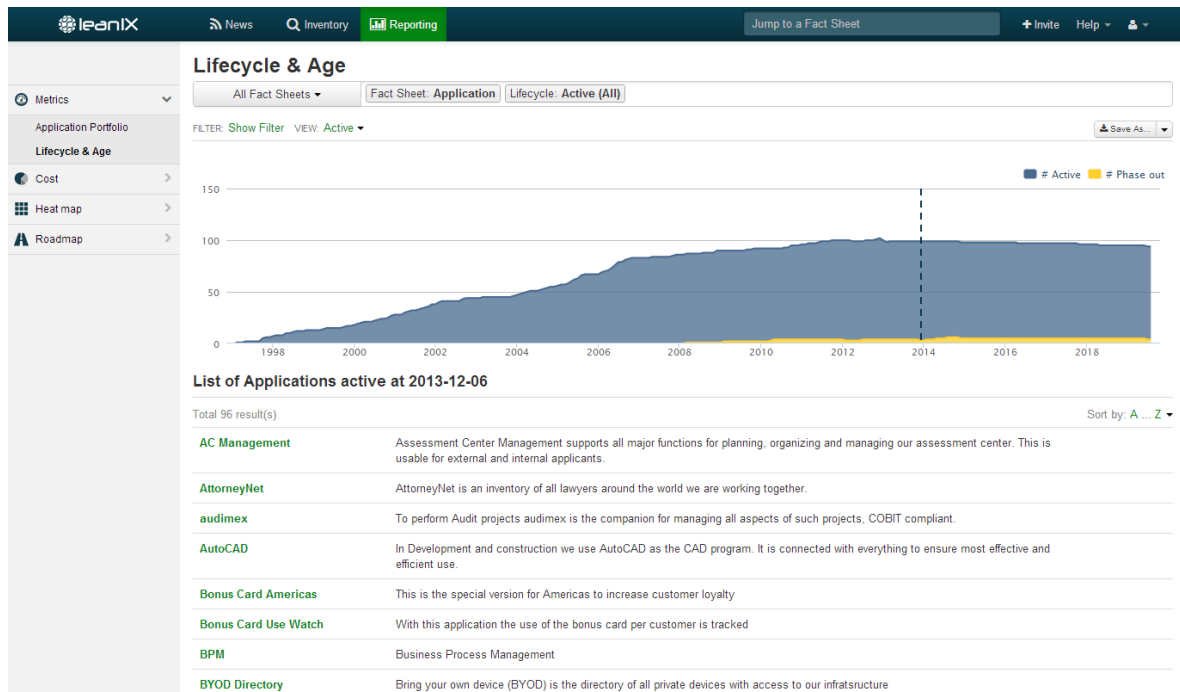 leanIX
News
Inventory
Reporting
Jump to a Fact Sheet
Invite
Help
Metrics
Application Portfolio
Lifecycle & Age
Cost
Heat map
Roadmap
Lifecycle & Age
All Fact Sheets
Fact Sheet: Application
Lifecycle: Active (All)
FILTER: Show Filter VIEW: Active
Save As...
# Active # Phase out
150
100
50
0
1998 2000 2002 2004 2006 2008 2010 2012 2014 2016 2018
List of Applications active at 2013-12-06
Total 96 result(s)
Sort by: A ... Z
AC Management
Assessment Center Management supports all major functions for planning, organizing and managing our assessment center. This is
usable for external and internal applicants.
AttorneyNet
AttorneyNet is an inventory of all lawyers around the world we are working together.
audimex
To perform Audit projects audimex is the companion for managing all aspects of such projects, COBIT compliant.
AutoCAD
In Development and construction we use AutoCAD as the CAD program. It is connected with everything to ensure most effective and
efficient use.
Bonus Card Americas
This is the special version for Americas to increase customer loyalty
Bonus Card Use Watch
With this application the use of the bonus card per customer is tracked
BPM
Business Process Management
BYOD Directory
Bring your own device (BYOD) is the directory of all private devices with access to our infratsructure